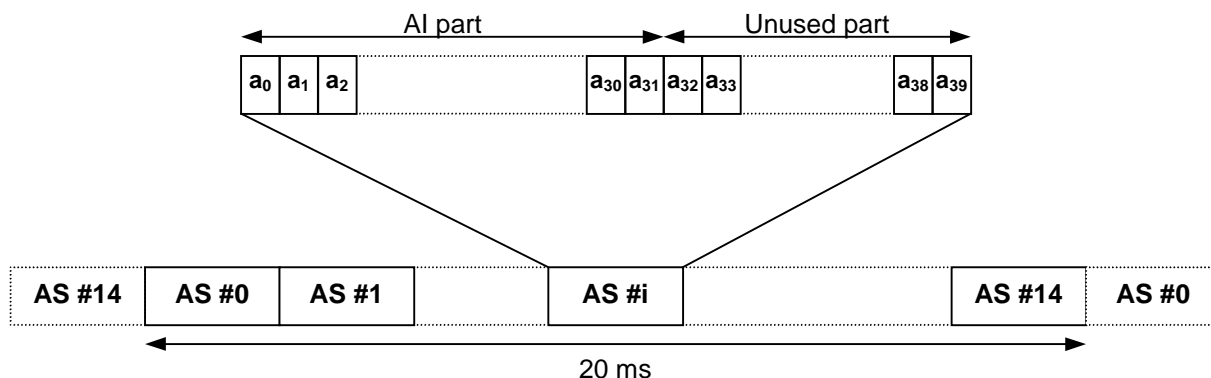 AI part Unused part
a₀ a₁ a₂ a₃₀ a₃₁ a₃₂ a₃₃ a₃₈ a₃₉
AS #14 AS #0 AS #1 AS #i AS #14 AS #0
20 ms